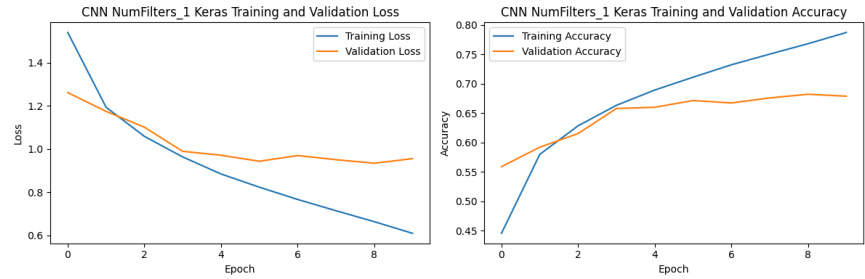 CNN NumFilters_1 Keras Training and Validation Loss
Training Loss
Validation Loss
1.4
1.2
1.0
0.8
0.6
Loss
0 2 4 6 8
Epoch
CNN NumFilters_1 Keras Training and Validation Accuracy
Training Accuracy
Validation Accuracy
0.80
0.75
0.70
0.65
0.60
0.55
0.50
0.45
Accuracy
0 2 4 6 8
Epoch